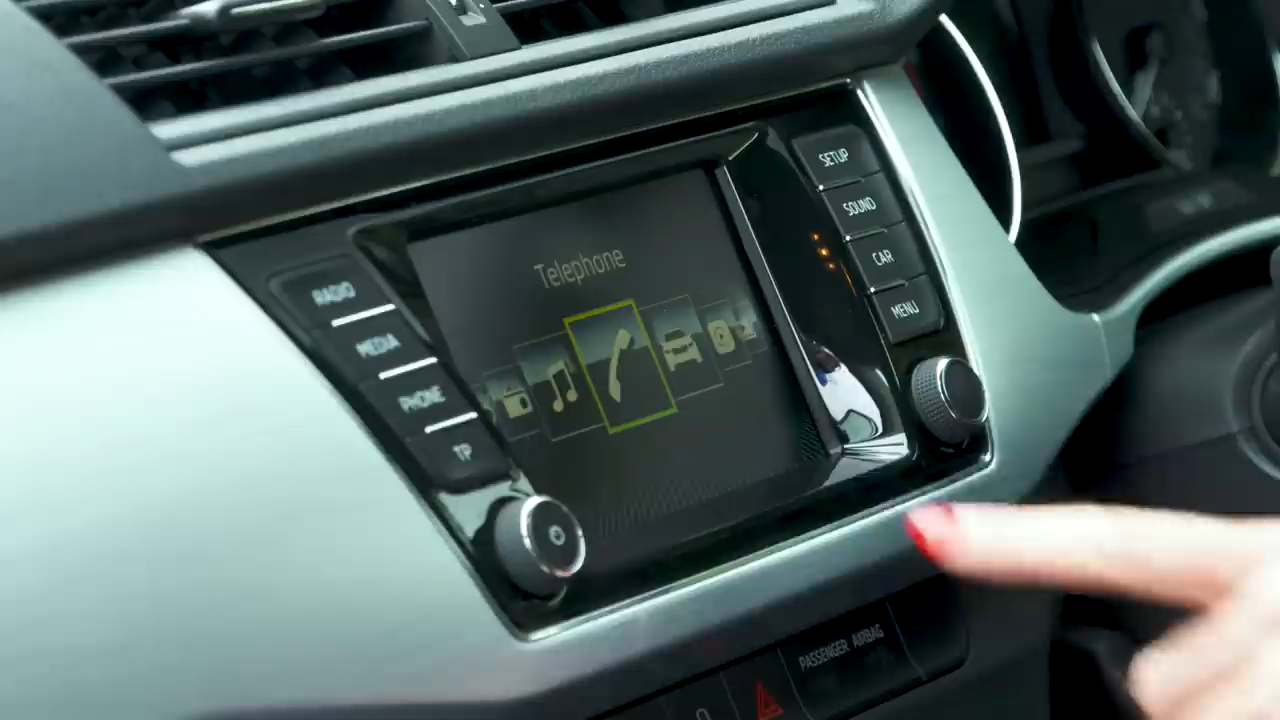 SETUP
SOUND
CAR
MENU
Telephone
RADIO
MEDIA
PHONE
TP
PASSENGER AIRBAG